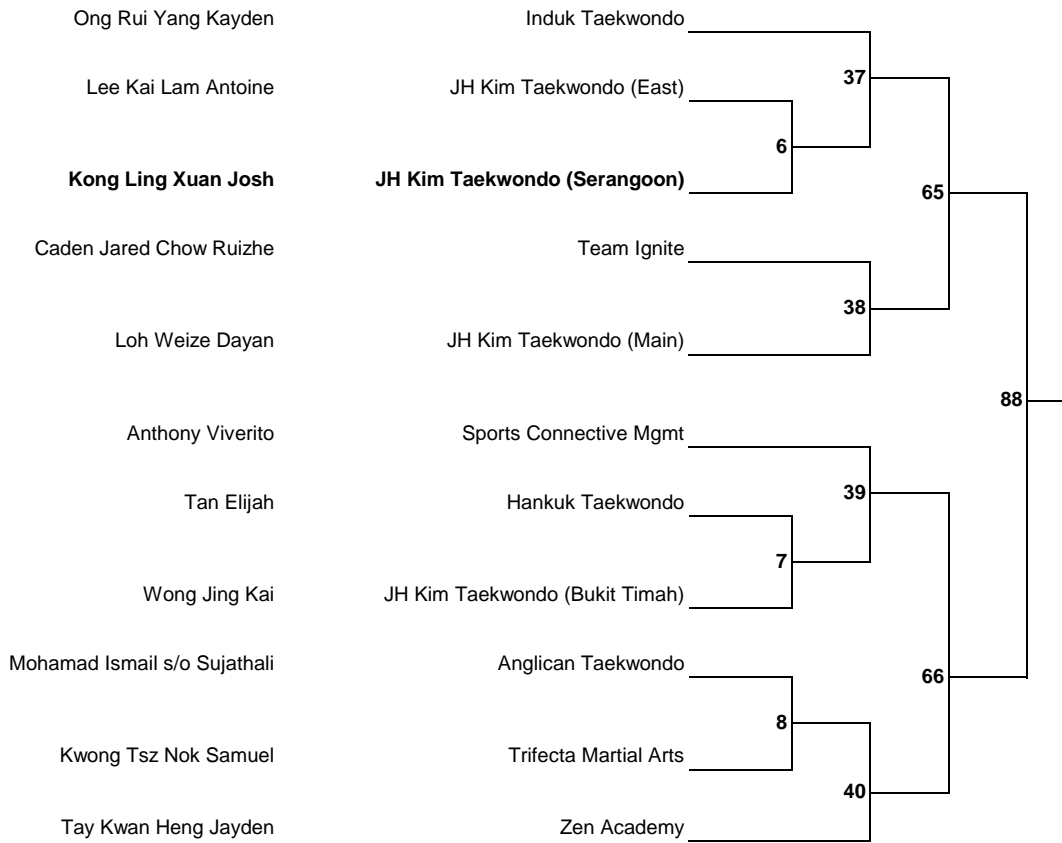 Ong Rui Yang Kayden Induk Taekwondo
37
Lee Kai Lam Antoine JH Kim Taekwondo (East)
6
Kong Ling Xuan Josh JH Kim Taekwondo (Serangoon)
65
Caden Jared Chow Ruizhe Team Ignite
38
Loh Weize Dayan JH Kim Taekwondo (Main)
88
Anthony Viverito Sports Connective Mgmt
39
Tan Elijah Hankuk Taekwondo
7
Wong Jing Kai JH Kim Taekwondo (Bukit Timah)
Mohamad Ismail s/o Sujathali Anglican Taekwondo
66
8
Kwong Tsz Nok Samuel Trifecta Martial Arts
40
Tay Kwan Heng Jayden Zen Academy